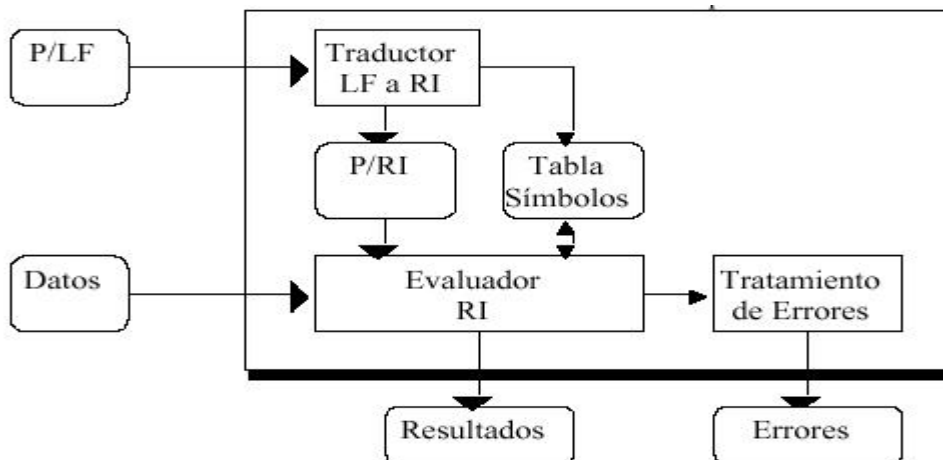 P/LF
Traductor
LF a RI
P/RI
Tabla
Símbolos
Datos
Evaluador
RI
Tratamiento
de Errores
Resultados
Errores